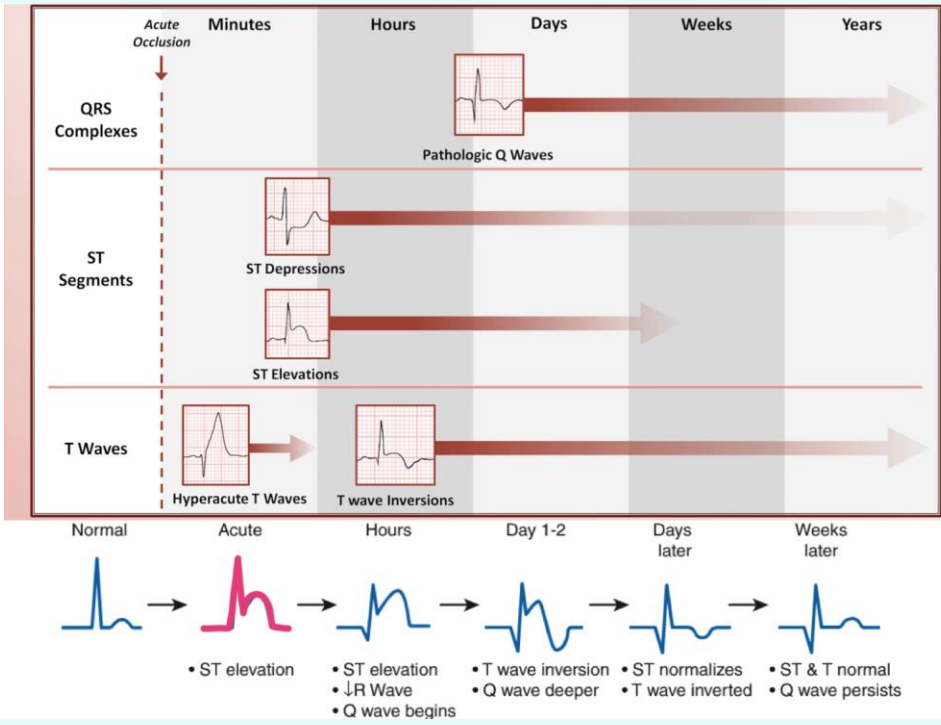 Acute
Occlusion
Minutes
Hours
Days
Weeks
Years
QRS
Complexes
Pathologic Q Waves
ST
Segments
ST Depressions
ST Elevations
T Waves
Hyperacute T Waves
T wave Inversions
Normal
Acute
Hours
Day 1-2
Days
later
Weeks
later
• ST elevation
• ST elevation
• ↓R Wave
• Q wave begins
• T wave inversion
• Q wave deeper
• ST normalizes
• T wave inverted
• ST & T normal
• Q wave persists